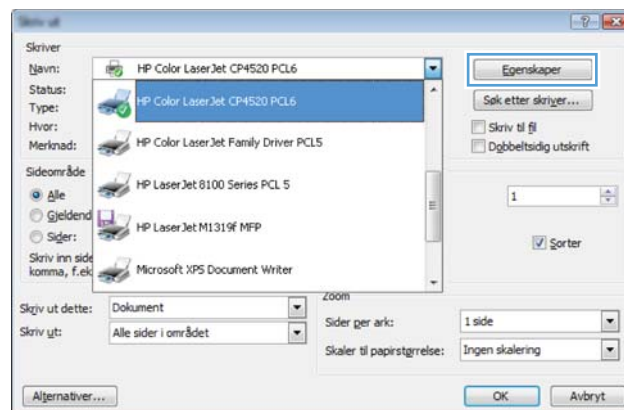 Skriv ut
Skriver
Navn: HP Color LaserJet CP4520 PCL6 Egenskaper
Status: HP Color LaserJet CP4520 PCL6 Søk etter skriver...
Type:
Hvor: HP Color LaserJet Family Driver PCL5 Skriv til fil
Merknad: Dobbeltsidig utskrift
Sideområde HP LaserJet 8100 Series PCL 5
Alle 1
Gjeldend HP LaserJet M1319f MFP
Sider: Sorter
Skriv inn side
komma, f.ek Microsoft XPS Document Writer
Zoom
Skriv ut dette: Dokument Sider per ark: 1 side
Skriv ut: Alle sider i området Skaler til papirstørrelse: Ingen skalering
Alternativer... OK Avbryt